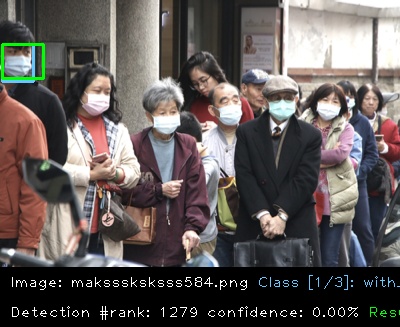 Image: maksssksksss584.png Class [1/3]: with_
Detection #rank: 1279 confidence: 0.00% Res